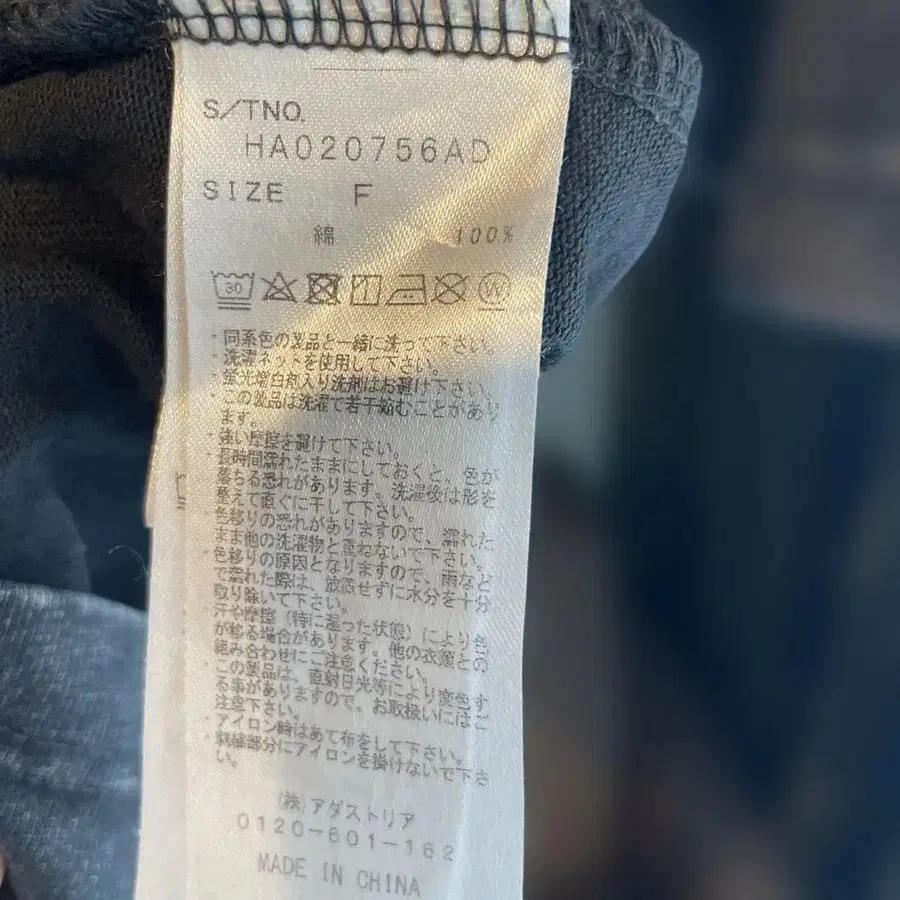 S/TNO.
HA020756AD
SIZE F
綿 100%
30
W
・同系色の製品と一緒に洗って下さい。
・洗濯ネットを使用して下さい。
・蛍光増白剤入り洗剤はお避け下さい。
・この製品は洗濯で若干縮むことがあり
ます。
・強い摩擦を避けて下さい。
・長時間濡れたままにしておくと、色が
落ちる恐れがあります。洗濯後は形を
整えて直ぐに干して下さい。
・色移りの恐れがありますので、濡れた
まま他の洗濯物と重ねないで下さい。
・色移りの原因となりますので、雨など
で濡れた際は、放置せずに水分を十分
取り除いて下さい。
・汗や摩擦（特に湿った状態）により色
が移る場合があります。他の衣類との
組み合わせにご注意ください。
・この製品は、直射日光等により変色す
る事がありますので、お取扱いにはご
注意下さい。
・アイロン時はあて布をして下さい。
・刺繍部分にアイロンを掛けないで下さ
い。
(株)アダストリア
0120-601-162
MADE IN CHINA